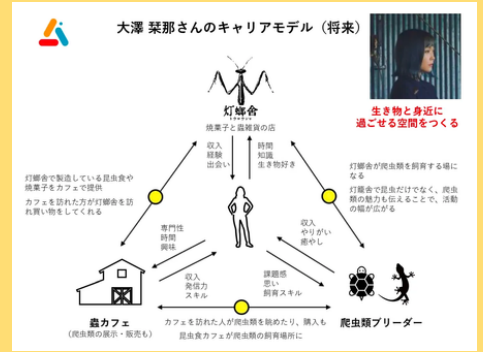 大澤 栞那さんのキャリアモデル（将来）
灯螂舎
トウロウシャ
焼菓子と蟲雑貨の店
生き物と身近に
過ごせる空間をつくる
収入
経験
出会い
時間
知識
生き物好き
灯螂舎で製造している昆虫食や
焼菓子をカフェで提供
カフェを訪れた方が灯螂舎を訪
れ買い物をしてくれる
灯螂舎が爬虫類を飼育する場に
なる
灯籠舎で昆虫だけでなく、爬虫
類の魅力も伝えることで、活動
の幅が広がる
専門性
時間
興味
収入
やりがい
癒やし
収入
発信力
スキル
課題感
思い
飼育スキル
蟲カフェ
（爬虫類の展示・販売も）
カフェを訪れた人が爬虫類を眺めたり、購入も
昆虫食カフェが爬虫類の飼育場所に
爬虫類ブリーダー